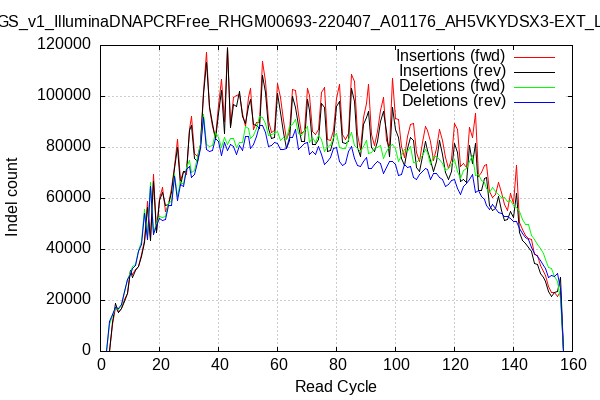 GS_v1_IlluminaDNAPCRFree_RHGM00693-220407_A01176_AH5VKYDSX3-EXT_L
Insertions (fwd)
Insertions (rev)
Deletions (fwd)
Deletions (rev)
Indel count
120000
100000
80000
60000
40000
20000
0
0 20 40 60 80 100 120 140 160
Read Cycle